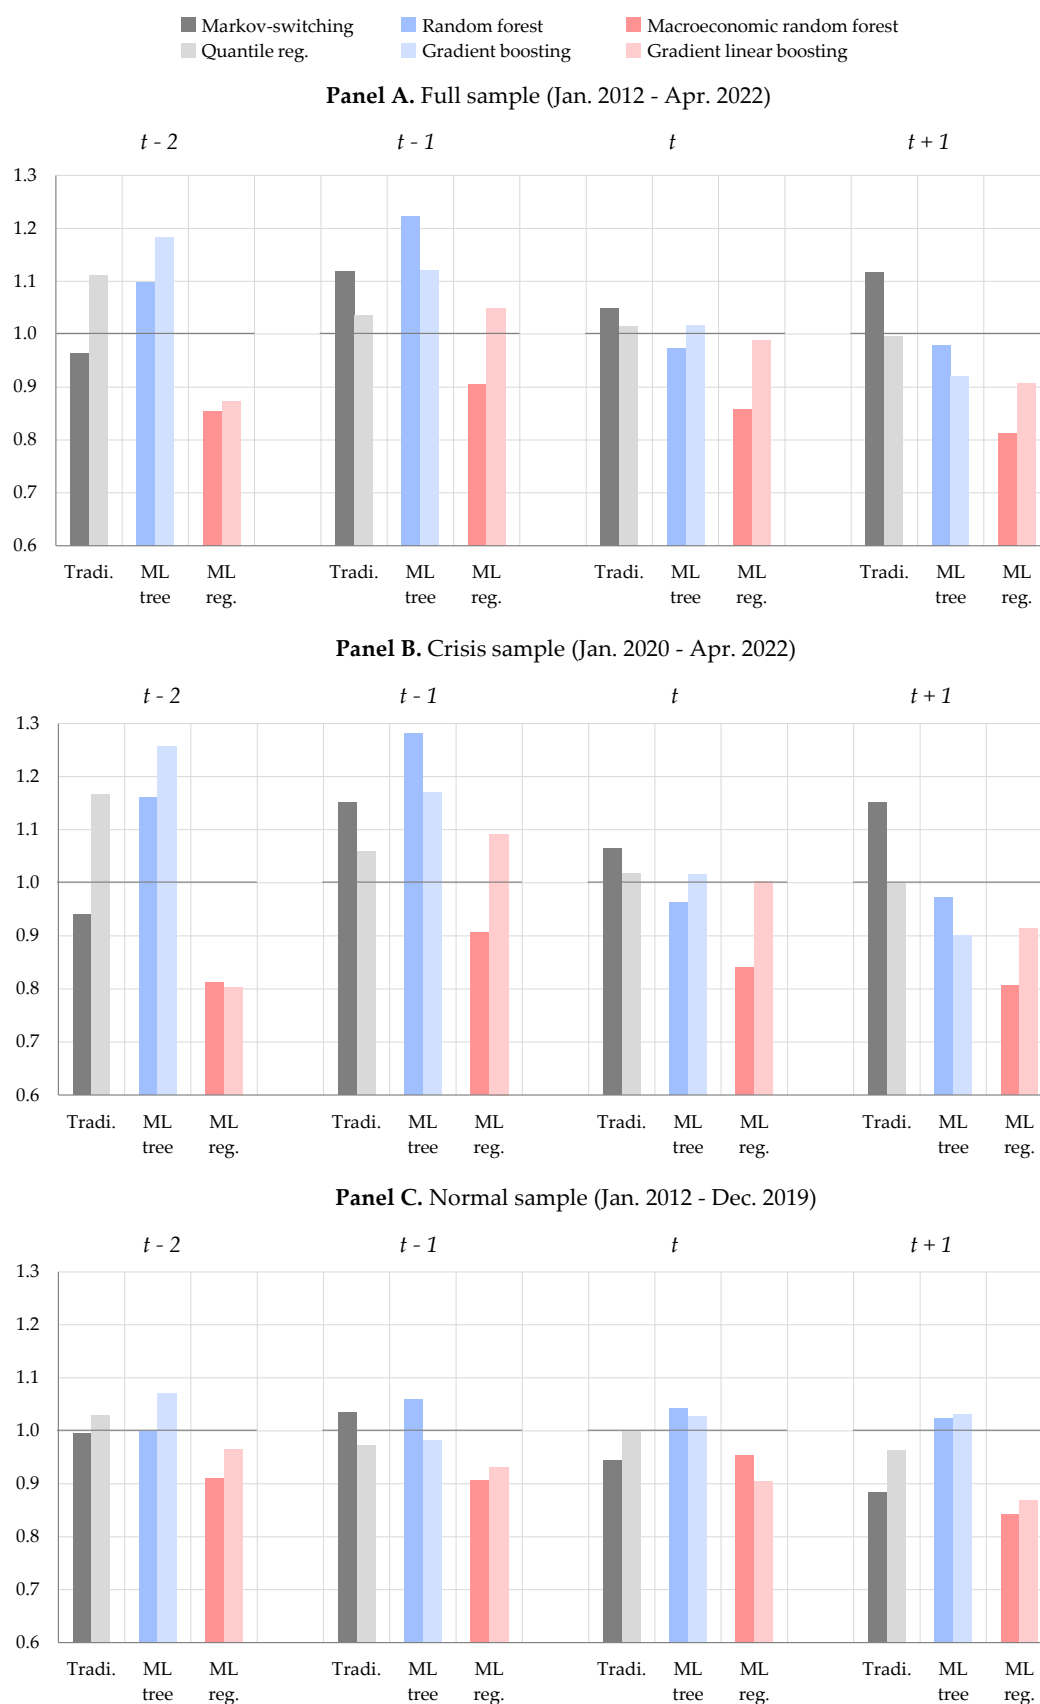 Markov-switching Random forest Macroeconomic random forest
Quantile reg. Gradient boosting Gradient linear boosting
Panel A. Full sample (Jan. 2012 - Apr. 2022)
t - 2 t - 1 t t + 1
1.3
1.2
1.1
1.0
0.9
0.8
0.7
0.6
Tradi. ML ML Tradi. ML ML Tradi. ML ML Tradi. ML ML
tree reg. tree reg. tree reg. tree reg.
Panel B. Crisis sample (Jan. 2020 - Apr. 2022)
t - 2 t - 1 t t + 1
1.3
1.2
1.1
1.0
0.9
0.8
0.7
0.6
Tradi. ML ML Tradi. ML ML Tradi. ML ML Tradi. ML ML
tree reg. tree reg. tree reg. tree reg.
Panel C. Normal sample (Jan. 2012 - Dec. 2019)
t - 2 t - 1 t t + 1
1.3
1.2
1.1
1.0
0.9
0.8
0.7
0.6
Tradi. ML ML Tradi. ML ML Tradi. ML ML Tradi. ML ML
tree reg. tree reg. tree reg. tree reg.